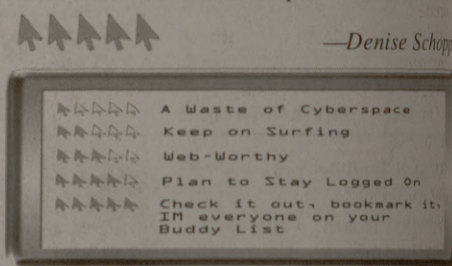 —Denise Schopp
A Waste of Cyberspace
Keep on Surfing
Web-Worthy
Plan to Stay Logged On
Check it out, bookmark it,
IM everyone on your
Buddy List